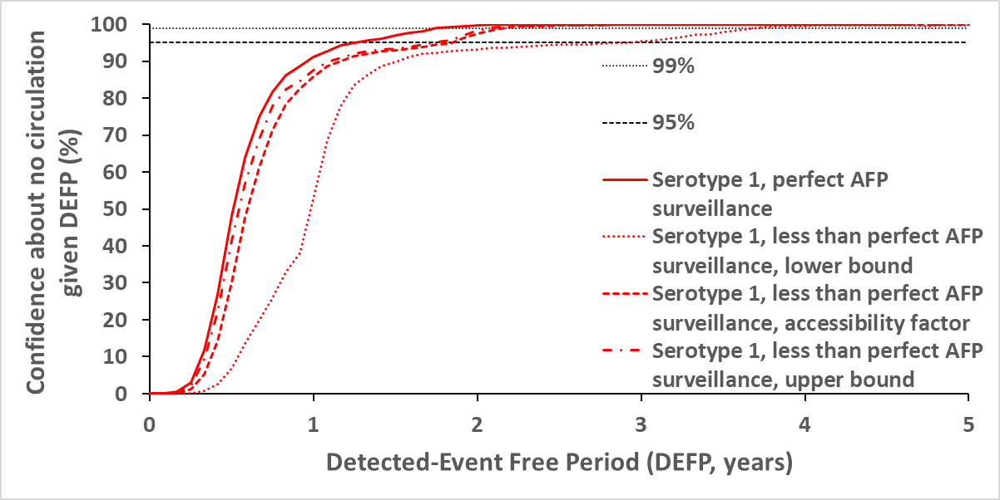 Confidence about no circulation
given DEFP (%)
100
90
80
70
60
50
40
30
20
10
0
99%
95%
Serotype 1, perfect AFP
surveillance
Serotype 1, less than perfect AFP
surveillance, lower bound
Serotype 1, less than perfect AFP
surveillance, accessibility factor
Serotype 1, less than perfect AFP
surveillance, upper bound
0 1 2 3 4 5
Detected-Event Free Period (DEFP, years)